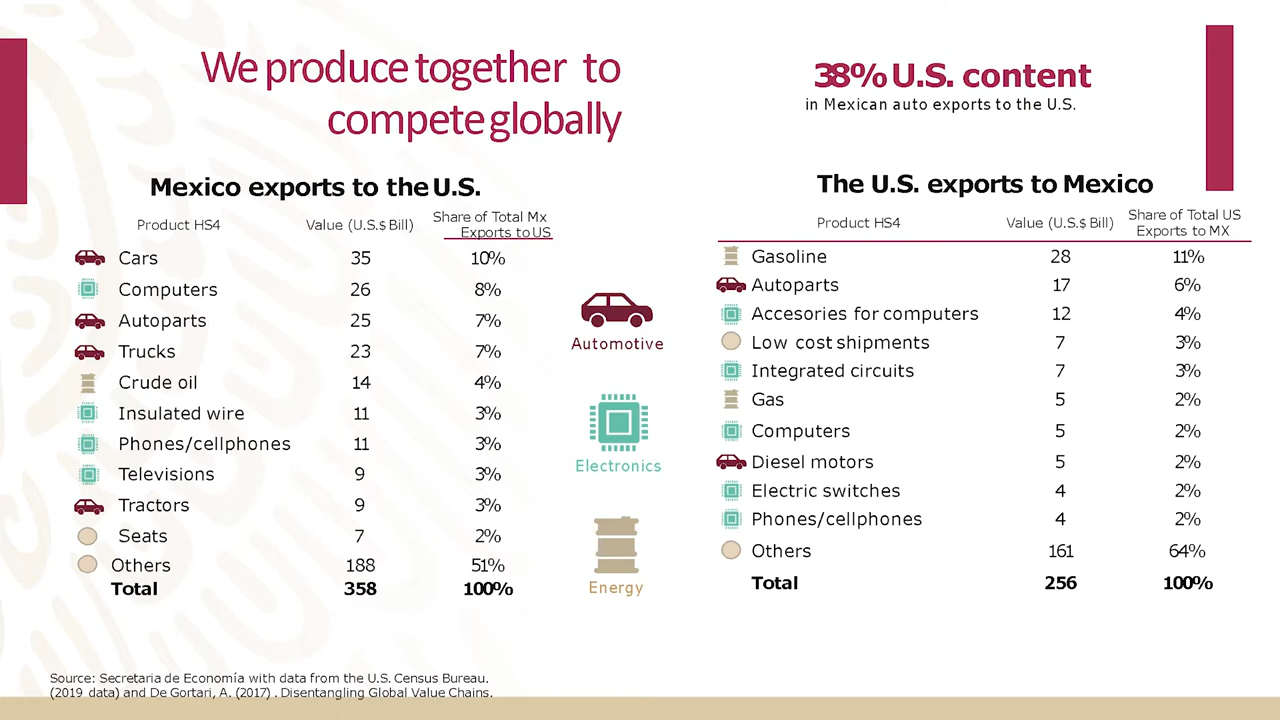 We produce together to
compete globally
38% U.S. content
in Mexican auto exports to the U.S.
Mexico exports to the U.S.
Product HS4 Value (U.S.$ Bill) Share of Total Mx
Exports to US
Cars 35 10%
Computers 26 8%
Autoparts 25 7%
Trucks 23 7%
Crude oil 14 4%
Insulated wire 11 3%
Phones/cellphones 11 3%
Televisions 9 3%
Tractors 9 3%
Seats 7 2%
Others 188 51%
Total 358 100%
Automotive
Electronics
Energy
The U.S. exports to Mexico
Product HS4 Value (U.S.$ Bill) Share of Total US
Exports to MX
Gasoline 28 11%
Autoparts 17 6%
Accesories for computers 12 4%
Low cost shipments 7 3%
Integrated circuits 7 3%
Gas 5 2%
Computers 5 2%
Diesel motors 5 2%
Electric switches 4 2%
Phones/cellphones 4 2%
Others 161 64%
Total 256 100%
Source: Secretaria de Economía with data from the U.S. Census Bureau.
(2019 data) and De Gortari, A. (2017). Disentangling Global Value Chains.